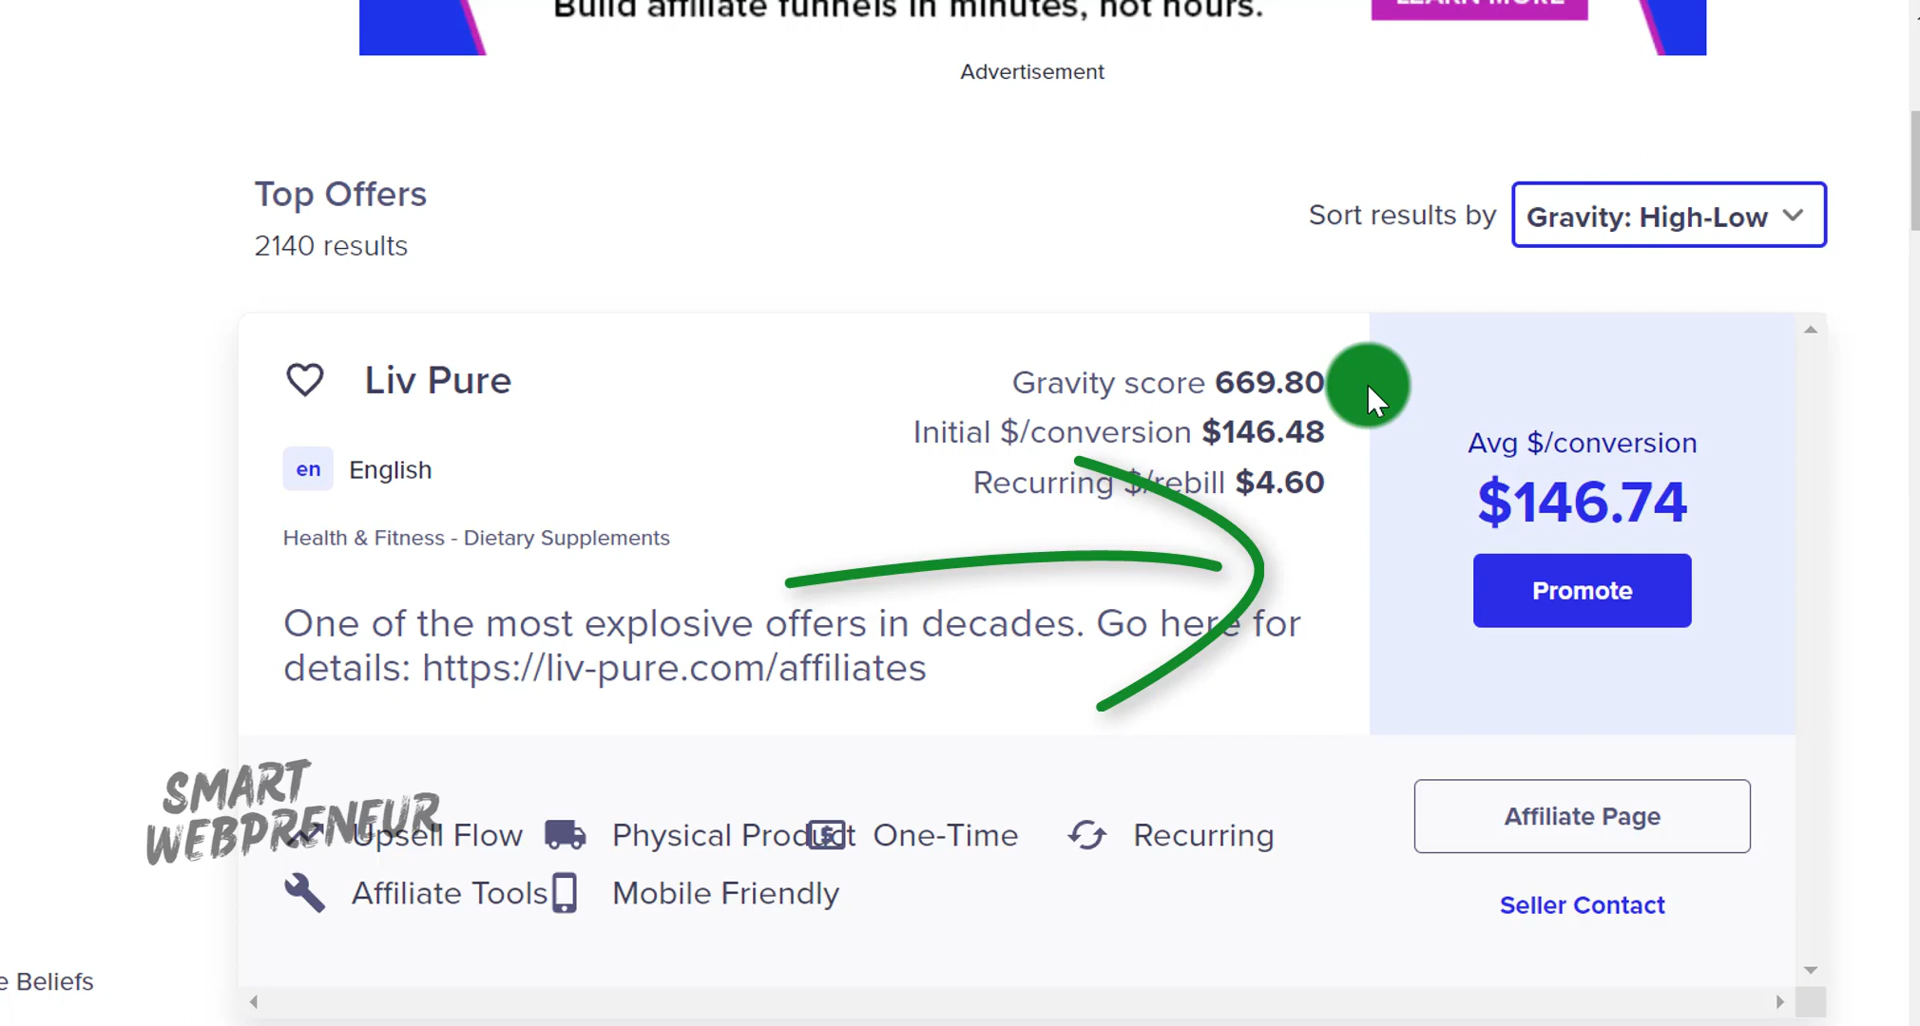 Build affiliate funnels in minutes, not hours.
LEARN MORE
Advertisement
Top Offers
2140 results
Sort results by
Gravity: High-Low
Liv Pure
Gravity score 669.80
Initial $/conversion $146.48
Recurring $/rebill $4.60
en English
Health & Fitness - Dietary Supplements
One of the most explosive offers in decades. Go here for
details: https://liv-pure.com/affiliates
Avg $/conversion
$146.74
Promote
SMART
WEBPRENEUR
Upsell Flow
Physical Product
One-Time
Recurring
Affiliate Tools
Mobile Friendly
Affiliate Page
Seller Contact
e Beliefs